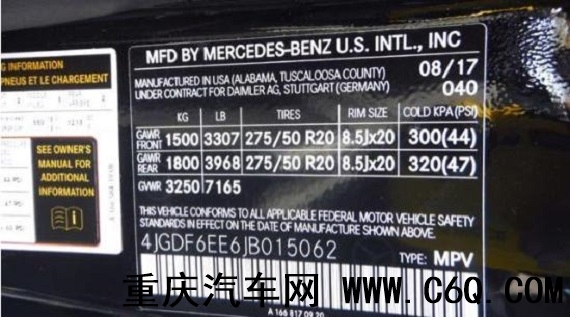 G INFORMATION
PNEUS ET LE CHARGEMENT
SEE OWNER'S
MANUAL FOR
ADDITIONAL
INFORMATION
MFD BY MERCEDES-BENZ U.S. INTL., INC
MANUFACTURED IN USA (ALABAMA, TUSCALOOSA COUNTY) 08/17
UNDER CONTRACT FOR DAIMLER AG, STUTTGART (GERMANY) 040
KG LB TIRES RIM SIZE COLD KPA (PSI)
GAWR FRONT 1500 3307 275/50 R20 8.5Jx20 300(44)
GAWR REAR 1800 3968 275/50 R20 8.5Jx20 320(47)
GVWR 3250 7165
THIS VEHICLE CONFORMS TO ALL APPLICABLE FEDERAL MOTOR VEHICLE SAFETY
STANDARDS IN EFFECT ON THE DATE OF MANUFACTURE SHOWN ABOVE.
4JGDF6EE6JB015062 TYPE: MPV
A 166 817 09 20
重庆汽车网 WWW.C6Q.COM